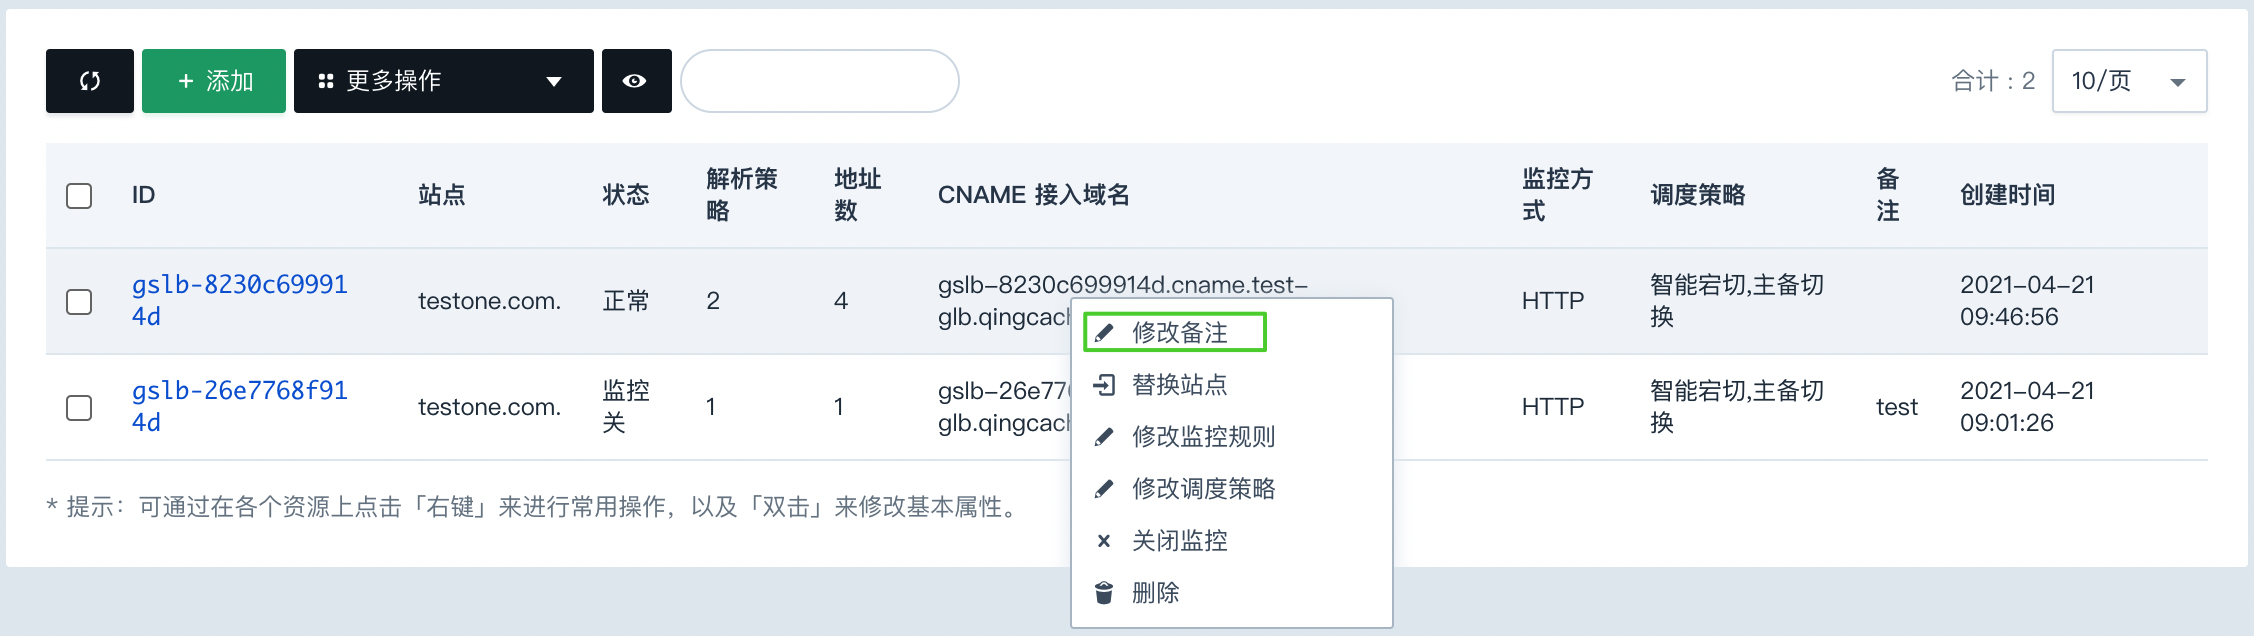 + 添加
更多操作
合计：2
10/页
ID
站点
状态
解析策
略
地址
数
CNAME 接入域名
监控方
式
调度策略
备
注
创建时间
gslb-8230c69991
4d
testone.com.
正常
2
4
gslb-8230c699914d.cname.test-
glb.qingcach
HTTP
智能宕切,主备切
换
2021-04-21
09:46:56
gslb-26e7768f91
4d
testone.com.
监控
关
1
1
gslb-26e77
glb.qingcach
HTTP
智能宕切,主备切
换
test
2021-04-21
09:01:26
修改备注
替换站点
修改监控规则
修改调度策略
关闭监控
删除
* 提示：可通过在各个资源上点击「右键」来进行常用操作，以及「双击」来修改基本属性。